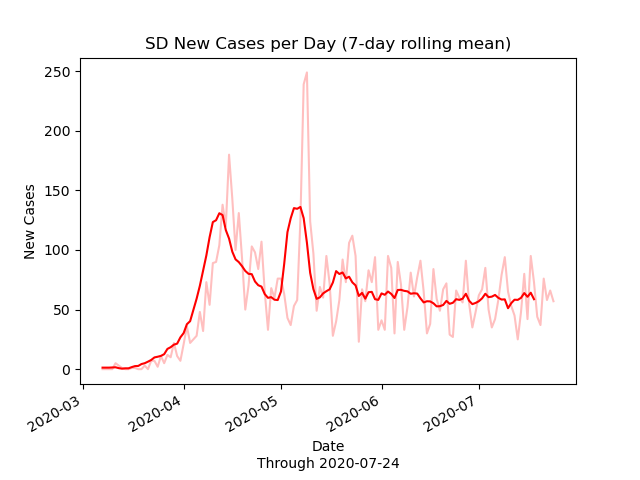 SD New Cases per Day (7-day rolling mean)
250
200
150
100
50
0
New Cases
2020-03
2020-04
2020-05
2020-06
2020-07
Date
Through 2020-07-24